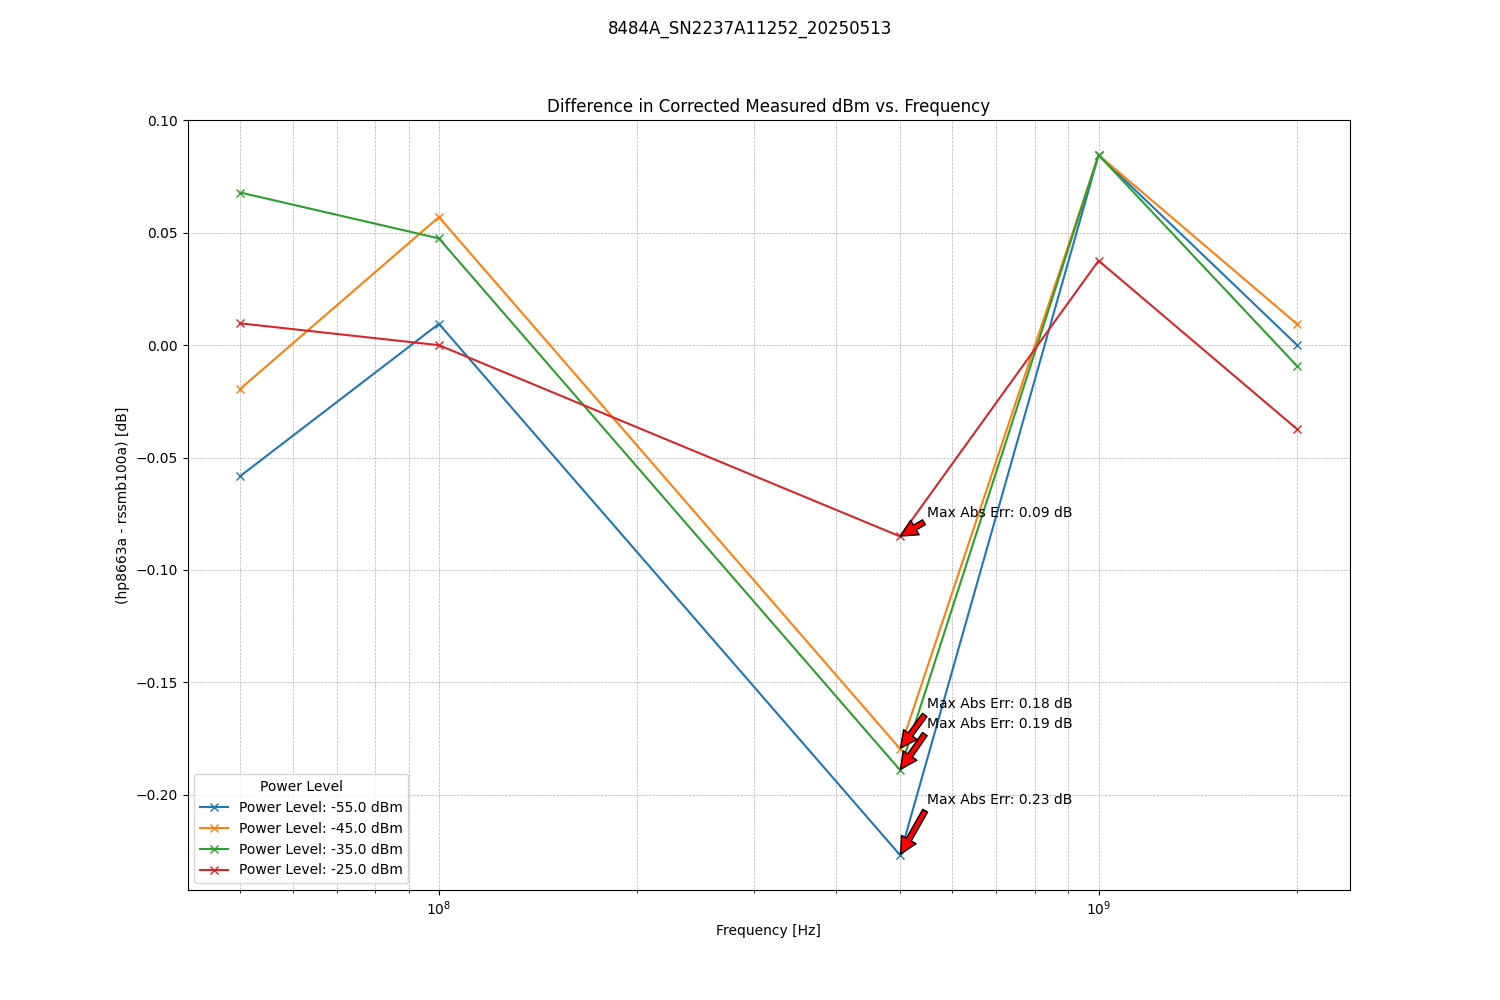 8484A_SN2237A11252_20250513
Difference in Corrected Measured dBm vs. Frequency
0.10
0.05
0.00
−0.05
−0.10
−0.15
−0.20
(hp8663a - rssmb100a) [dB]
Max Abs Err: 0.09 dB
Max Abs Err: 0.18 dB
Max Abs Err: 0.19 dB
Max Abs Err: 0.23 dB
Power Level
Power Level: -55.0 dBm
Power Level: -45.0 dBm
Power Level: -35.0 dBm
Power Level: -25.0 dBm
10⁸ 10⁹
Frequency [Hz]